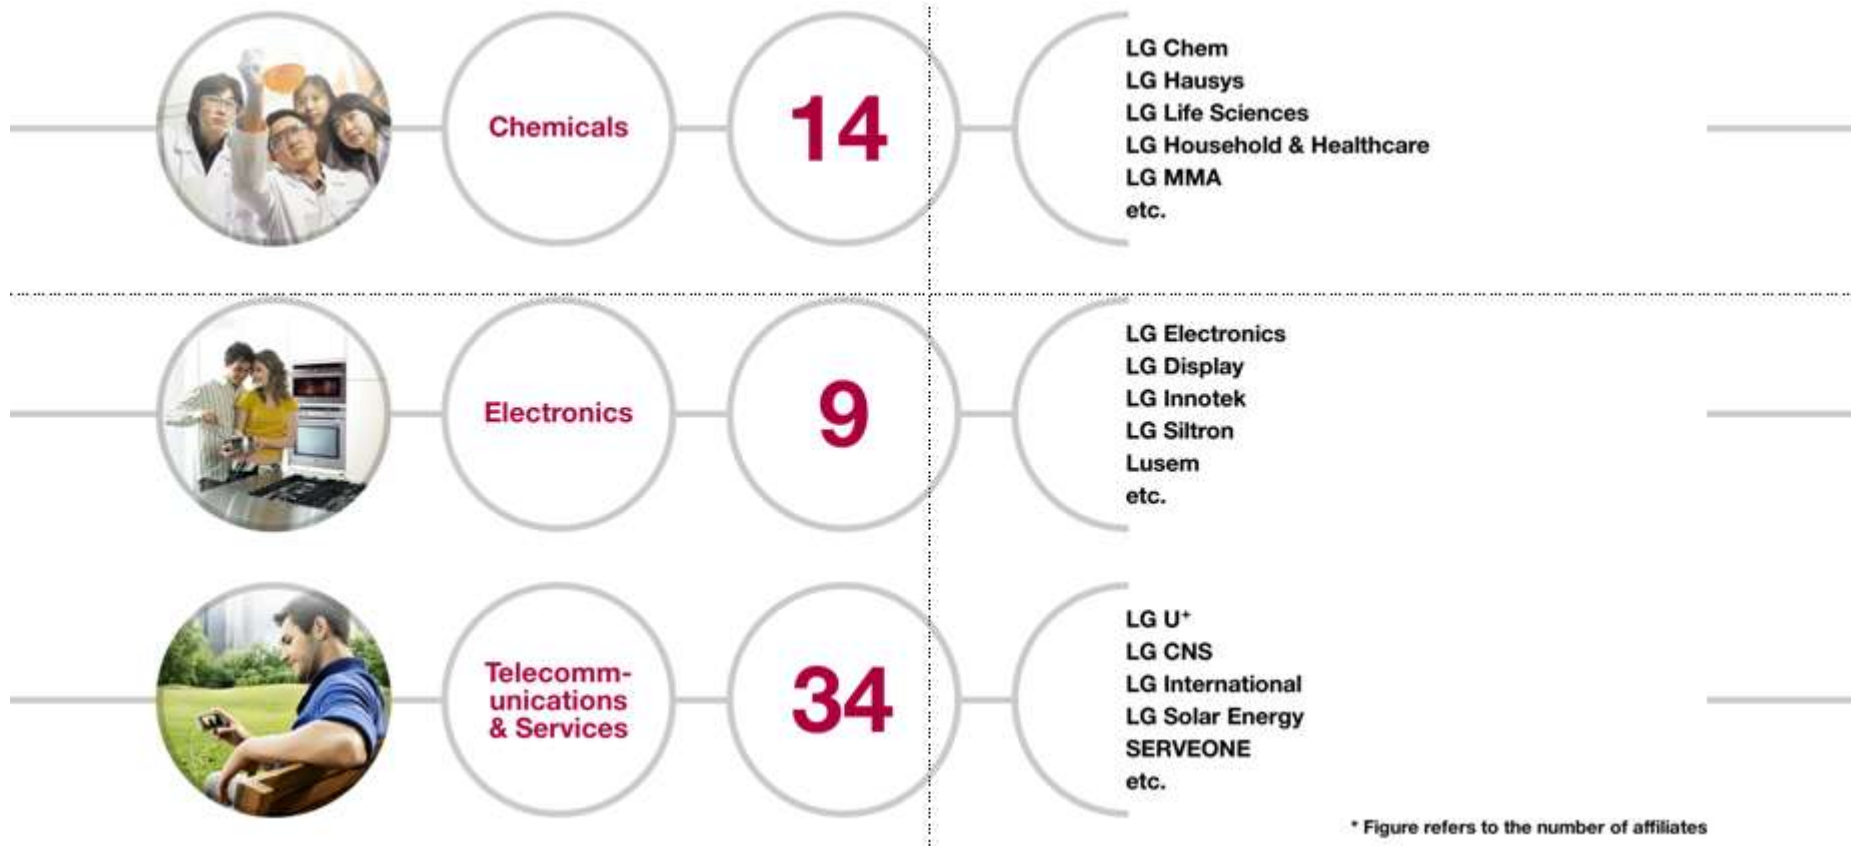 Chemicals
14
LG Chem
LG Hausys
LG Life Sciences
LG Household & Healthcare
LG MMA
etc.
Electronics
9
LG Electronics
LG Display
LG Innotek
LG Siltron
Lusem
etc.
Telecomm-
unications
& Services
34
LG U⁺
LG CNS
LG International
LG Solar Energy
SERVEONE
etc.
* Figure refers to the number of affiliates